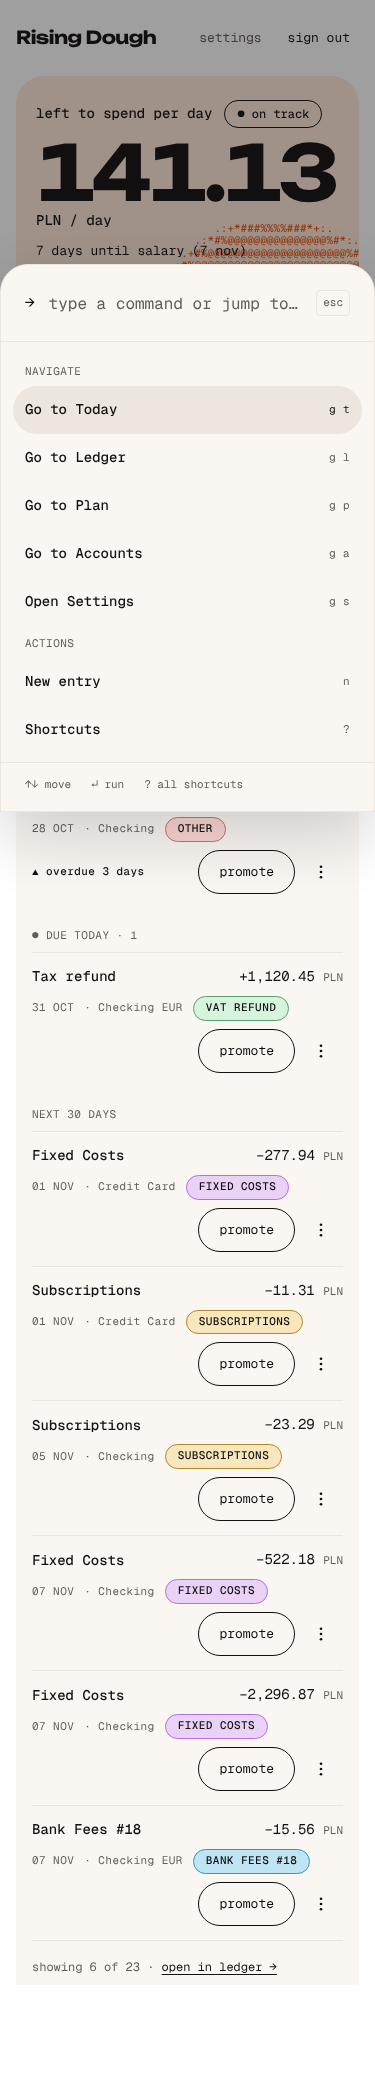 Rising Dough settings sign out
left to spend per day ● on track
141.13
PLN / day
7 days until salary (7 nov)
→ type a command or jump to… esc
NAVIGATE
Go to Today g t
Go to Ledger g l
Go to Plan g p
Go to Accounts g a
Open Settings g s
ACTIONS
New entry n
Shortcuts ?
↑↓ move ↵ run ? all shortcuts
28 OCT · Checking OTHER
▲ overdue 3 days promote ⋮
● DUE TODAY · 1
Tax refund +1,120.45 PLN
31 OCT · Checking EUR VAT REFUND
promote ⋮
NEXT 30 DAYS
Fixed Costs −277.94 PLN
01 NOV · Credit Card FIXED COSTS
promote ⋮
Subscriptions −11.31 PLN
01 NOV · Credit Card SUBSCRIPTIONS
promote ⋮
Subscriptions −23.29 PLN
05 NOV · Checking SUBSCRIPTIONS
promote ⋮
Fixed Costs −522.18 PLN
07 NOV · Checking FIXED COSTS
promote ⋮
Fixed Costs −2,296.87 PLN
07 NOV · Checking FIXED COSTS
promote ⋮
Bank Fees #18 −15.56 PLN
07 NOV · Checking EUR BANK FEES #18
promote ⋮
showing 6 of 23 · open in ledger →